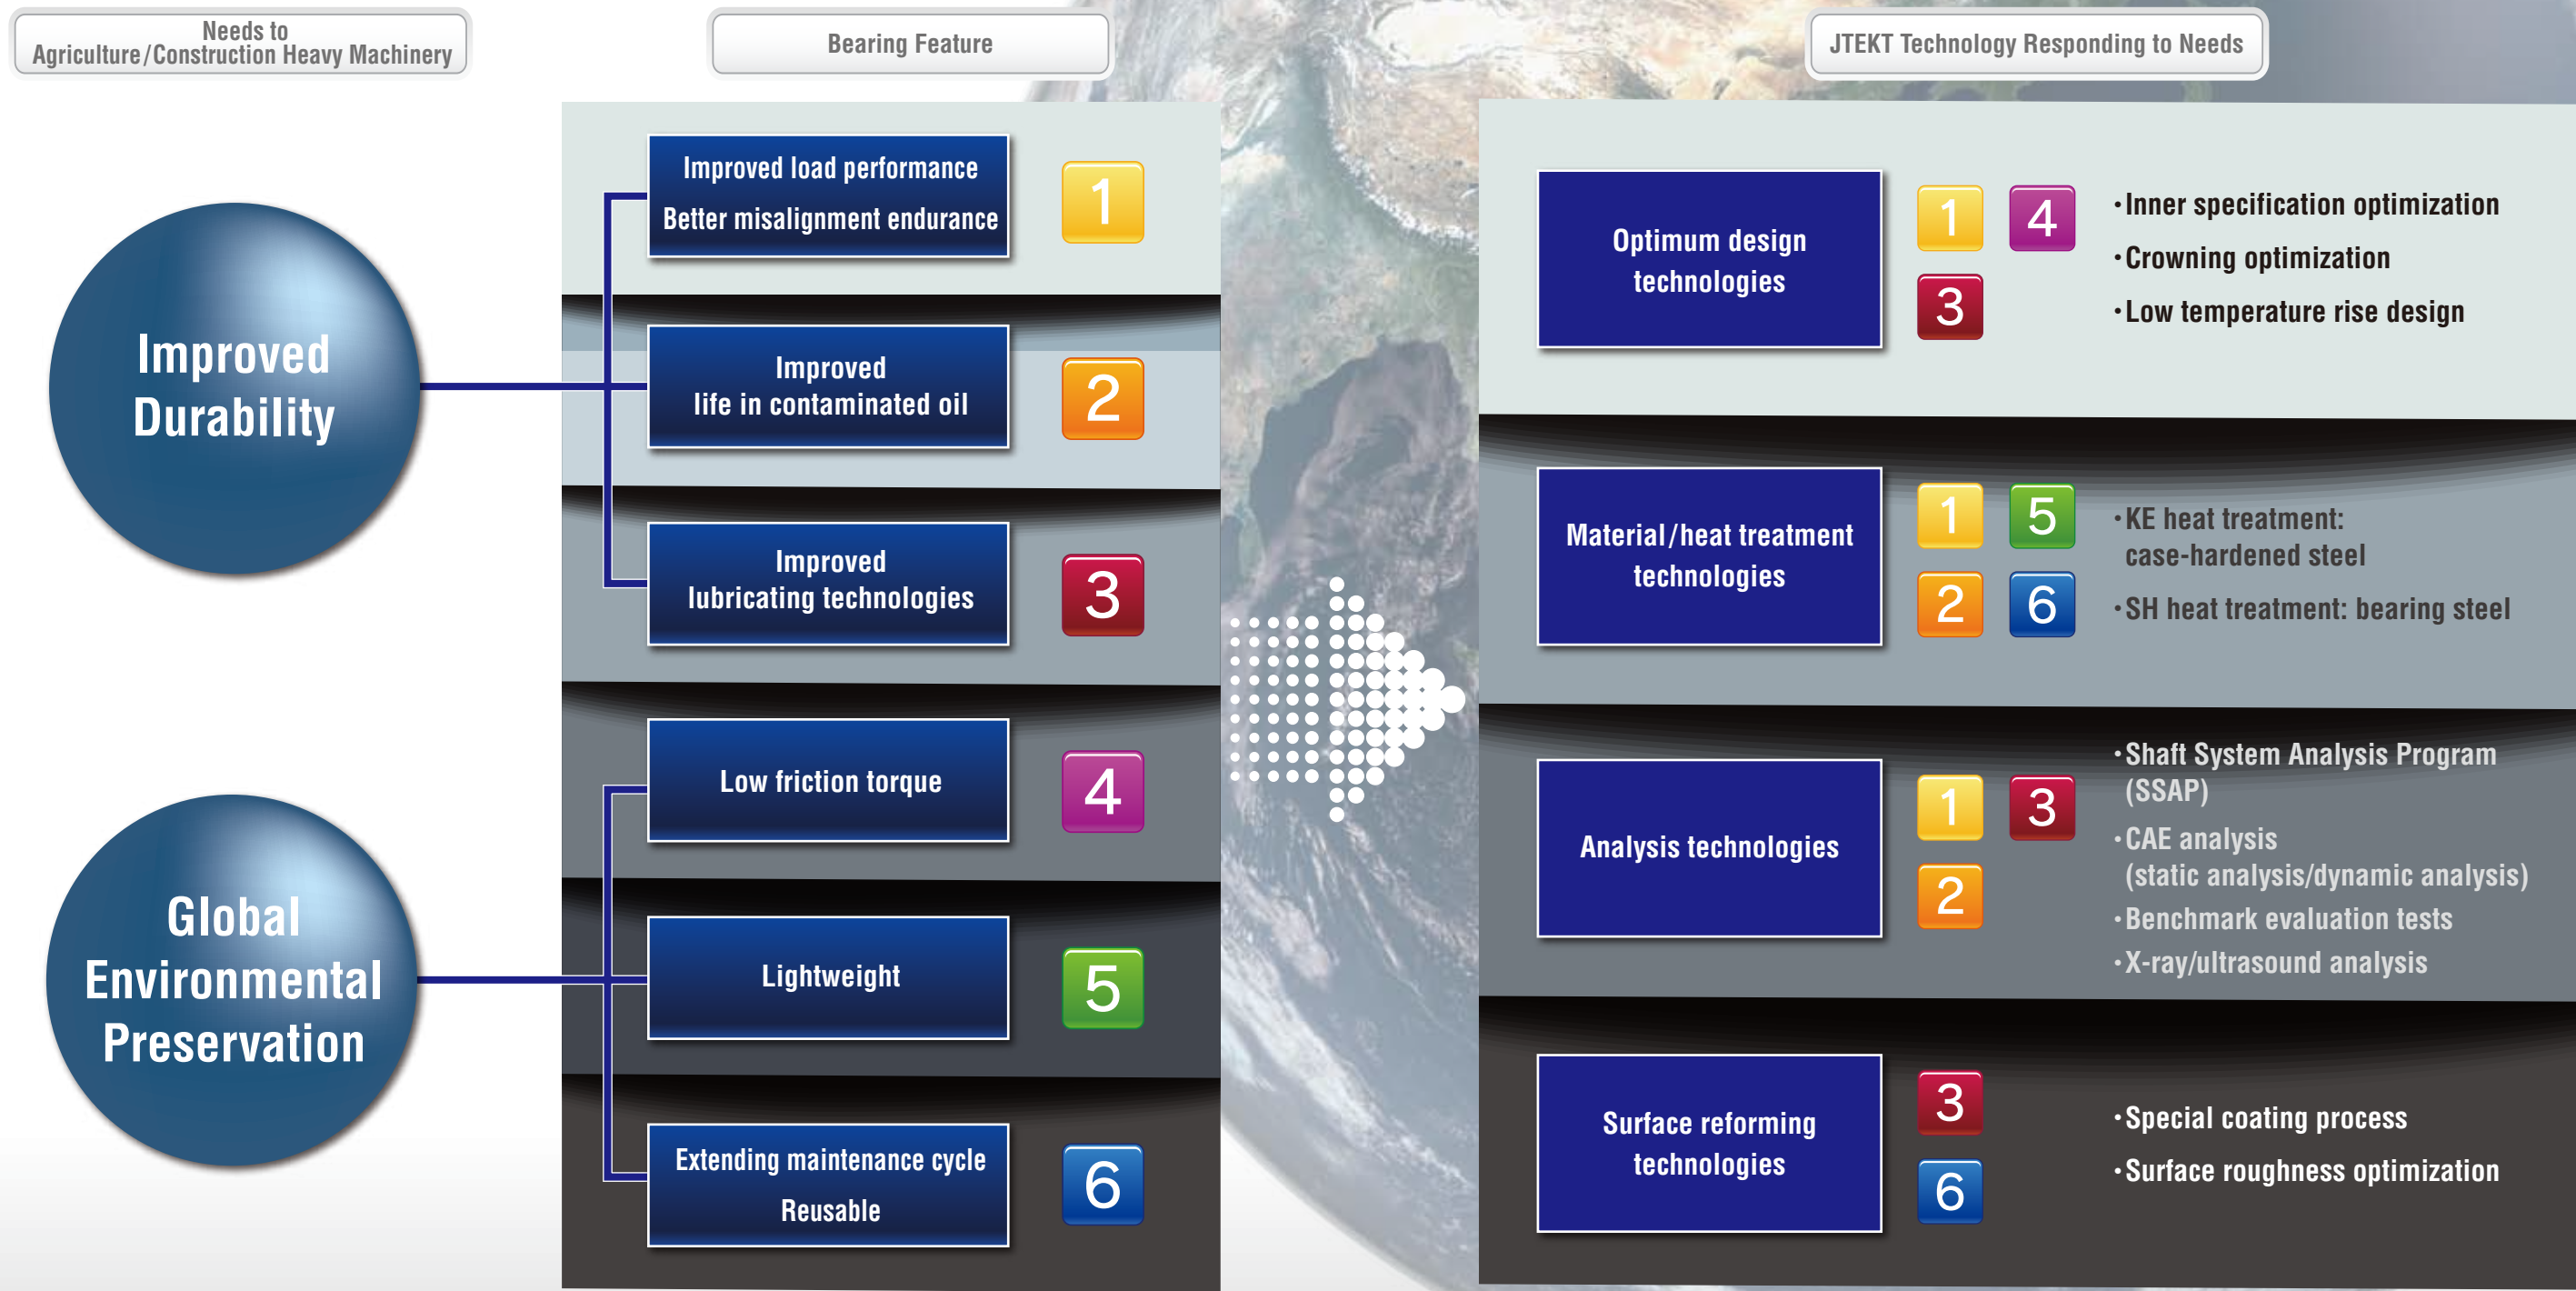 Needs to
Agriculture/Construction Heavy Machinery
Bearing Feature
JTEKT Technology Responding to Needs
Improved
Durability
Global
Environmental
Preservation
Improved load performance
Better misalignment endurance
1
Improved
life in contaminated oil
2
Improved
lubricating technologies
3
Low friction torque
4
Lightweight
5
Extending maintenance cycle
Reusable
6
Optimum design
technologies
1 4
3
・Inner specification optimization
・Crowning optimization
・Low temperature rise design
Material/heat treatment
technologies
1 5
2 6
・KE heat treatment:
case-hardened steel
・SH heat treatment: bearing steel
Analysis technologies
1 3
2
・Shaft System Analysis Program
(SSAP)
・CAE analysis
(static analysis/dynamic analysis)
・Benchmark evaluation tests
・X-ray/ultrasound analysis
Surface reforming
technologies
3
6
・Special coating process
・Surface roughness optimization